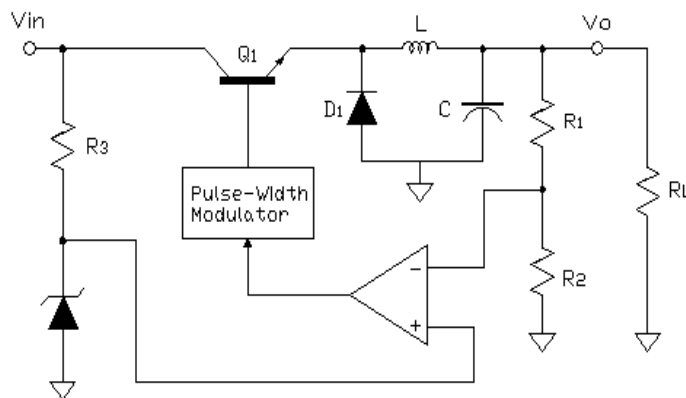 Vin
Q1
L
Vo
D1
C
R1
R3
RL
Pulse-Width
Modulator
R2
-
+